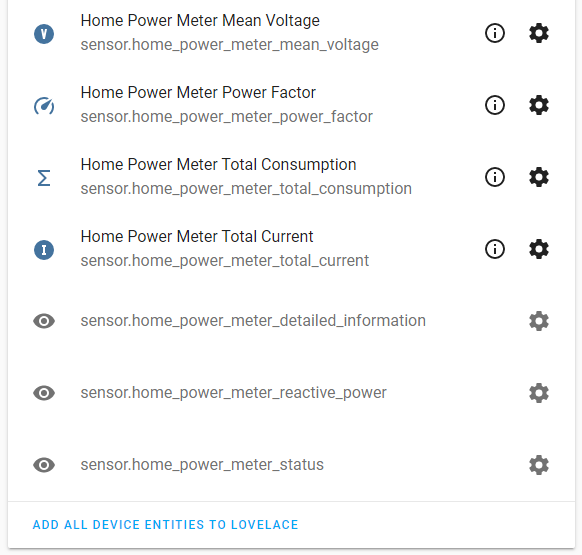 V
Home Power Meter Mean Voltage
sensor.home_power_meter_mean_voltage
Home Power Meter Power Factor
sensor.home_power_meter_power_factor
Σ
Home Power Meter Total Consumption
sensor.home_power_meter_total_consumption
I
Home Power Meter Total Current
sensor.home_power_meter_total_current
sensor.home_power_meter_detailed_information
sensor.home_power_meter_reactive_power
sensor.home_power_meter_status
ADD ALL DEVICE ENTITIES TO LOVELACE